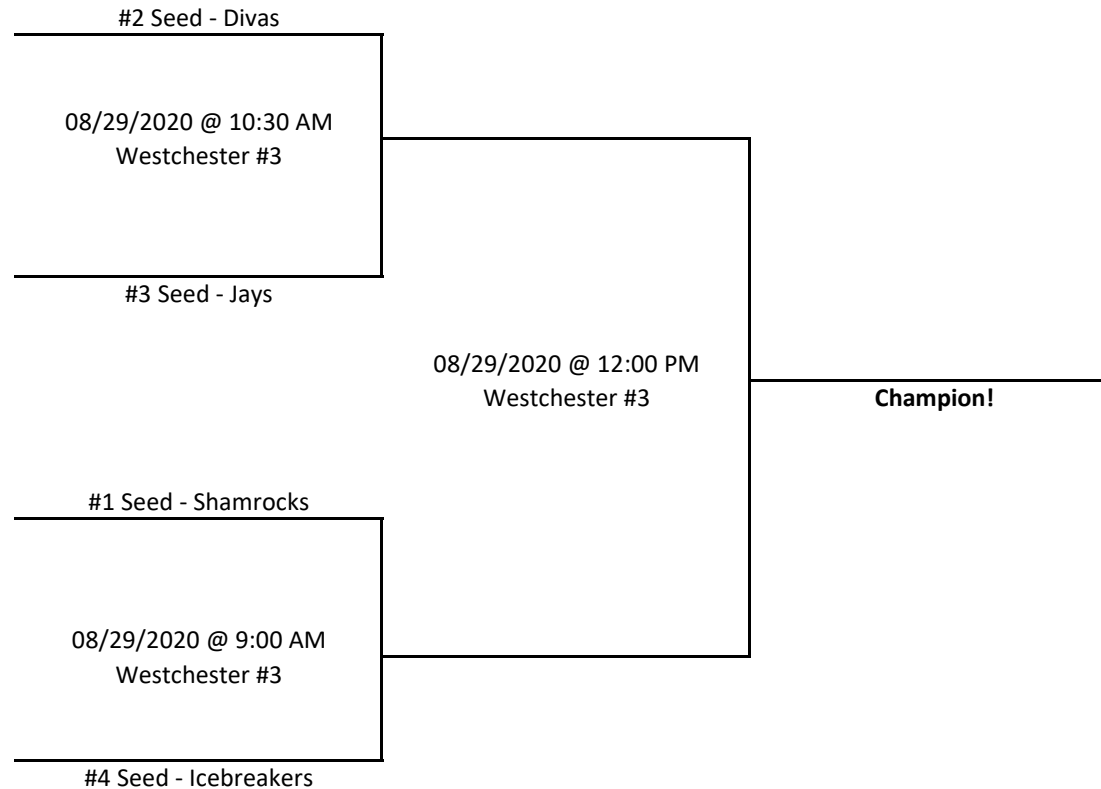 #2 Seed - Divas
08/29/2020 @ 10:30 AM
Westchester #3
#3 Seed - Jays
08/29/2020 @ 12:00 PM
Westchester #3
Champion!
#1 Seed - Shamrocks
08/29/2020 @ 9:00 AM
Westchester #3
#4 Seed - Icebreakers